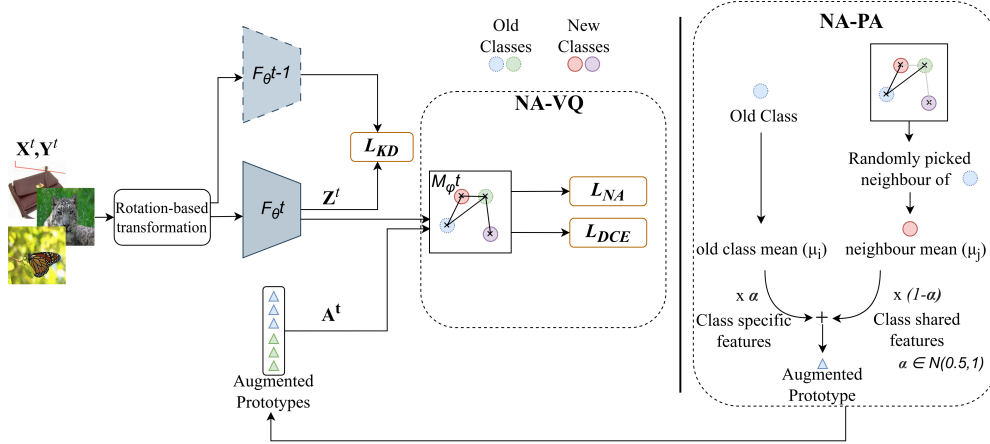 X^t,Y^t
Rotation-based
transformation
F_θ^{t-1}
F_θ^t
Z^t
L_KD
Old
Classes
New
Classes
NA-VQ
M_φ^t
L_NA
L_DCE
A^t
Augmented
Prototypes
NA-PA
Old Class
Randomly picked
neighbour of
old class mean (μ_i)
neighbour mean (μ_j)
x α
x (1-α)
+
Class specific
features
Class shared
features
α ∈ N(0.5,1)
Augmented
Prototype